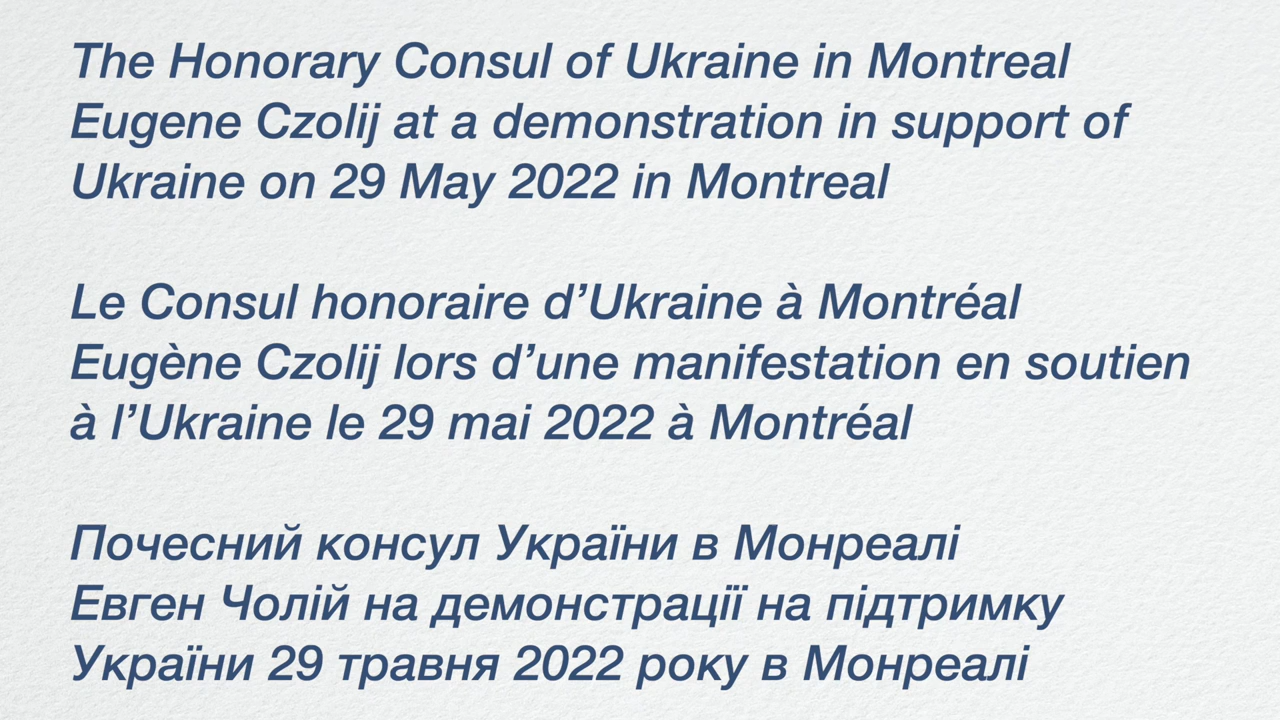 The Honorary Consul of Ukraine in Montreal
Eugene Czolij at a demonstration in support of
Ukraine on 29 May 2022 in Montreal
Le Consul honoraire d’Ukraine à Montréal
Eugène Czolij lors d’une manifestation en soutien
à l’Ukraine le 29 mai 2022 à Montréal
Почесний консул України в Монреалі
Евген Чолій на демонстрації на підтримку
України 29 травня 2022 року в Монреалі